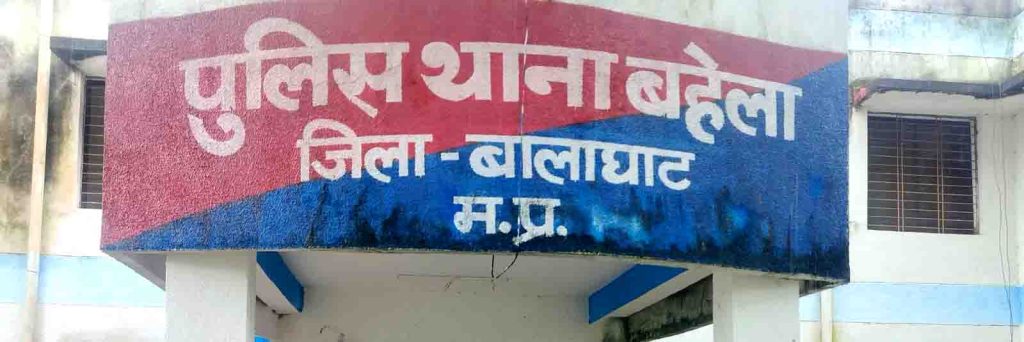 पुलिस थाना बहेला
जिला - बालाघाट
म.प्र.